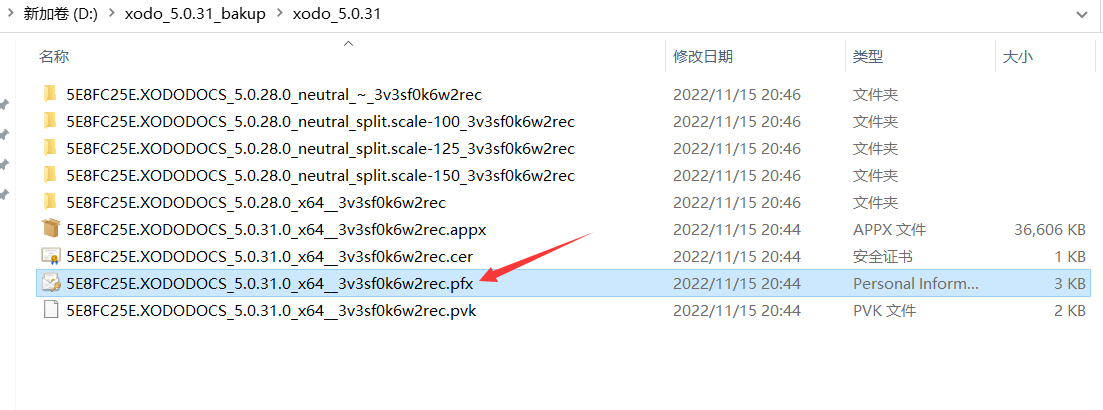 新加卷 (D:) > xodo_5.0.31_bakup > xodo_5.0.31
名称 修改日期 类型 大小
5E8FC25E.XODODOCS_5.0.28.0_neutral_~_3v3sf0k6w2rec 2022/11/15 20:46 文件夹
5E8FC25E.XODODOCS_5.0.28.0_neutral_split.scale-100_3v3sf0k6w2rec 2022/11/15 20:46 文件夹
5E8FC25E.XODODOCS_5.0.28.0_neutral_split.scale-125_3v3sf0k6w2rec 2022/11/15 20:46 文件夹
5E8FC25E.XODODOCS_5.0.28.0_neutral_split.scale-150_3v3sf0k6w2rec 2022/11/15 20:46 文件夹
5E8FC25E.XODODOCS_5.0.28.0_x64__3v3sf0k6w2rec 2022/11/15 20:46 文件夹
5E8FC25E.XODODOCS_5.0.31.0_x64__3v3sf0k6w2rec.appx 2022/11/15 20:44 APPX 文件 36,606 KB
5E8FC25E.XODODOCS_5.0.31.0_x64__3v3sf0k6w2rec.cer 2022/11/15 20:44 安全证书 1 KB
5E8FC25E.XODODOCS_5.0.31.0_x64__3v3sf0k6w2rec.pfx 2022/11/15 20:44 Personal Inform... 3 KB
5E8FC25E.XODODOCS_5.0.31.0_x64__3v3sf0k6w2rec.pvk 2022/11/15 20:44 PVK 文件 2 KB